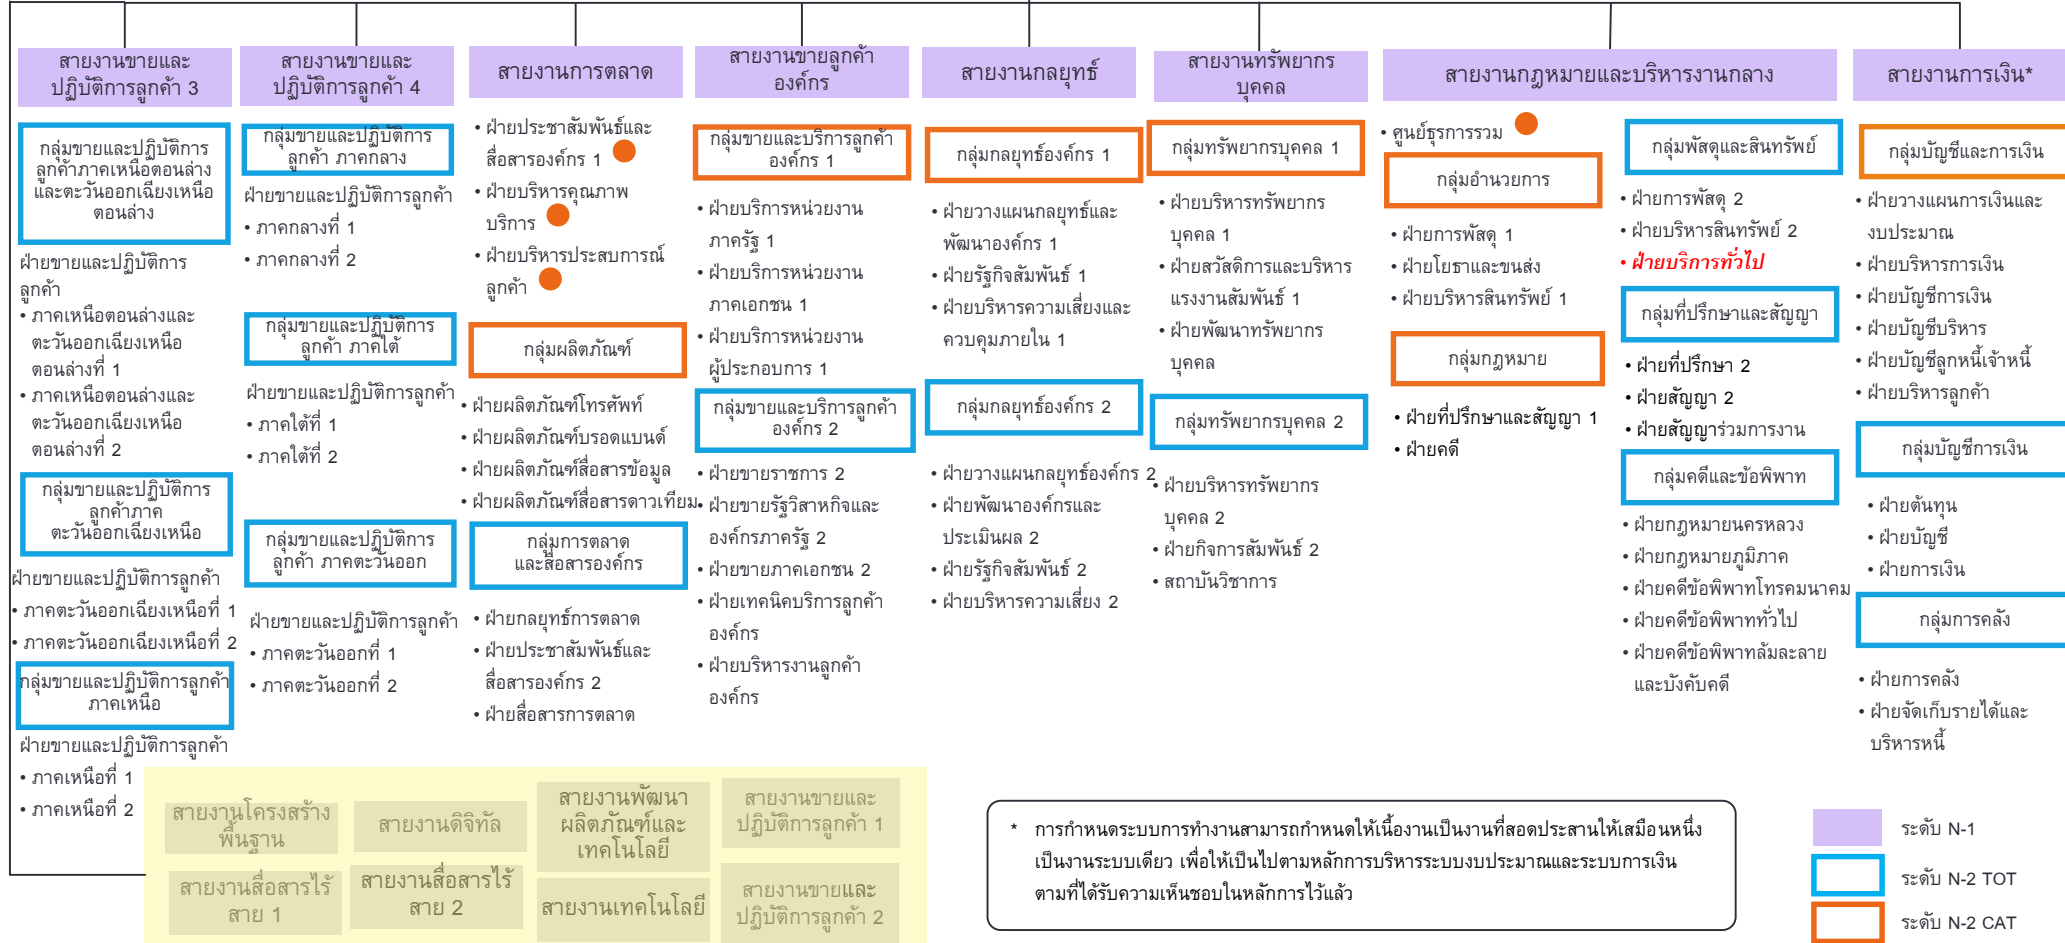 สายงานขายและ
ปฏิบัติการลูกค้า 3
กลุ่มขายและปฏิบัติการ
ลูกค้าภาคเหนือตอนล่าง
และตะวันออกเฉียงเหนือ
ตอนล่าง
ฝ่ายขายและปฏิบัติการ
ลูกค้า
• ภาคเหนือตอนล่างและ
ตะวันออกเฉียงเหนือ
ตอนล่างที่ 1
• ภาคเหนือตอนล่างและ
ตะวันออกเฉียงเหนือ
ตอนล่างที่ 2
กลุ่มขายและปฏิบัติการ
ลูกค้าภาค
ตะวันออกเฉียงเหนือ
ฝ่ายขายและปฏิบัติการลูกค้า
• ภาคตะวันออกเฉียงเหนือที่ 1
• ภาคตะวันออกเฉียงเหนือที่ 2
กลุ่มขายและปฏิบัติการลูกค้า
ภาคเหนือ
ฝ่ายขายและปฏิบัติการลูกค้า
• ภาคเหนือที่ 1
• ภาคเหนือที่ 2
สายงานขายและ
ปฏิบัติการลูกค้า 4
กลุ่มขายและปฏิบัติการ
ลูกค้า ภาคกลาง
ฝ่ายขายและปฏิบัติการลูกค้า
• ภาคกลางที่ 1
• ภาคกลางที่ 2
กลุ่มขายและปฏิบัติการ
ลูกค้า ภาคใต้
ฝ่ายขายและปฏิบัติการลูกค้า
• ภาคใต้ที่ 1
• ภาคใต้ที่ 2
กลุ่มขายและปฏิบัติการ
ลูกค้า ภาคตะวันออก
ฝ่ายขายและปฏิบัติการลูกค้า
• ภาคตะวันออกที่ 1
• ภาคตะวันออกที่ 2
สายงานการตลาด
• ฝ่ายประชาสัมพันธ์และ
สื่อสารองค์กร 1
• ฝ่ายบริหารคุณภาพ
บริการ
• ฝ่ายบริหารประสบการณ์
ลูกค้า
กลุ่มผลิตภัณฑ์
• ฝ่ายผลิตภัณฑ์โทรศัพท์
• ฝ่ายผลิตภัณฑ์บรอดแบนด์
• ฝ่ายผลิตภัณฑ์สื่อสารข้อมูล
• ฝ่ายผลิตภัณฑ์สื่อสารดาวเทียม
กลุ่มการตลาด
และสื่อสารองค์กร
• ฝ่ายกลยุทธ์การตลาด
• ฝ่ายประชาสัมพันธ์และ
สื่อสารองค์กร 2
• ฝ่ายสื่อสารการตลาด
สายงานขายลูกค้า
องค์กร
กลุ่มขายและบริการลูกค้า
องค์กร 1
• ฝ่ายบริการหน่วยงาน
ภาครัฐ 1
• ฝ่ายบริการหน่วยงาน
ภาคเอกชน 1
• ฝ่ายบริการหน่วยงาน
ผู้ประกอบการ 1
กลุ่มขายและบริการลูกค้า
องค์กร 2
• ฝ่ายขายราชการ 2
• ฝ่ายขายรัฐวิสาหกิจและ
องค์กรภาครัฐ 2
• ฝ่ายขายภาคเอกชน 2
• ฝ่ายเทคนิคบริการลูกค้า
องค์กร
• ฝ่ายบริหารงานลูกค้า
องค์กร
สายงานกลยุทธ์
กลุ่มกลยุทธ์องค์กร 1
• ฝ่ายวางแผนกลยุทธ์และ
พัฒนาองค์กร 1
• ฝ่ายรัฐกิจสัมพันธ์ 1
• ฝ่ายบริหารความเสี่ยงและ
ควบคุมภายใน 1
กลุ่มกลยุทธ์องค์กร 2
• ฝ่ายวางแผนกลยุทธ์องค์กร 2
• ฝ่ายพัฒนาองค์กรและ
ประเมินผล 2
• ฝ่ายรัฐกิจสัมพันธ์ 2
• ฝ่ายบริหารความเสี่ยง 2
สายงานทรัพยากร
บุคคล
กลุ่มทรัพยากรบุคคล 1
• ฝ่ายบริหารทรัพยากร
บุคคล 1
• ฝ่ายสวัสดิการและบริหาร
แรงงานสัมพันธ์ 1
• ฝ่ายพัฒนาทรัพยากร
บุคคล
กลุ่มทรัพยากรบุคคล 2
• ฝ่ายบริหารทรัพยากร
บุคคล 2
• ฝ่ายกิจการสัมพันธ์ 2
• สถาบันวิชาการ
สายงานกฎหมายและบริหารงานกลาง
• ศูนย์ธุรการรวม
กลุ่มอำนวยการ
• ฝ่ายการพัสดุ 1
• ฝ่ายโยธาและขนส่ง
• ฝ่ายบริหารสินทรัพย์ 1
กลุ่มกฎหมาย
• ฝ่ายที่ปรึกษาและสัญญา 1
• ฝ่ายคดี
กลุ่มพัสดุและสินทรัพย์
• ฝ่ายการพัสดุ 2
• ฝ่ายบริหารสินทรัพย์ 2
• ฝ่ายบริการทั่วไป
กลุ่มที่ปรึกษาและสัญญา
• ฝ่ายที่ปรึกษา 2
• ฝ่ายสัญญา 2
• ฝ่ายสัญญาร่วมการงาน
กลุ่มคดีและข้อพิพาท
• ฝ่ายกฎหมายนครหลวง
• ฝ่ายกฎหมายภูมิภาค
• ฝ่ายคดีข้อพิพาทโทรคมนาคม
• ฝ่ายคดีข้อพิพาททั่วไป
• ฝ่ายคดีข้อพิพาทล้มละลาย
และบังคับคดี
สายงานการเงิน*
กลุ่มบัญชีและการเงิน
• ฝ่ายวางแผนการเงินและ
งบประมาณ
• ฝ่ายบริหารการเงิน
• ฝ่ายบัญชีการเงิน
• ฝ่ายบัญชีบริหาร
• ฝ่ายบัญชีลูกหนี้เจ้าหนี้
• ฝ่ายบริหารลูกค้า
กลุ่มบัญชีการเงิน
• ฝ่ายต้นทุน
• ฝ่ายบัญชี
• ฝ่ายการเงิน
กลุ่มการคลัง
• ฝ่ายการคลัง
• ฝ่ายจัดเก็บรายได้และ
บริหารหนี้
สายงานโครงสร้าง
พื้นฐาน
สายงานดิจิทัล
สายงานพัฒนา
ผลิตภัณฑ์และ
เทคโนโลยี
สายงานขายและ
ปฏิบัติการลูกค้า 1
สายงานสื่อสารไร้
สาย 1
สายงานสื่อสารไร้
สาย 2
สายงานเทคโนโลยี
สายงานขายและ
ปฏิบัติการลูกค้า 2
* การกำหนดระบบการทำงานสามารถกำหนดให้เนื้องานเป็นงานที่สอดประสานให้เสมือนหนึ่ง
เป็นงานระบบเดียว เพื่อให้เป็นไปตามหลักการบริหารระบบงบประมาณและระบบการเงิน
ตามที่ได้รับความเห็นชอบในหลักการไว้แล้ว
ระดับ N-1
ระดับ N-2 TOT
ระดับ N-2 CAT